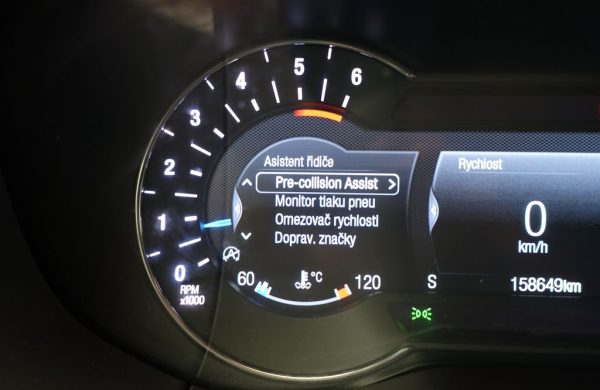 6
5
4
3
2
1
0
RPM
x1000
Asistent řidiče
Pre-collision Assist
Monitor tlaku pneu
Omezovač rychlosti
Doprav. značky
60
°C
120
Rychlost
0
km/h
S
158649km